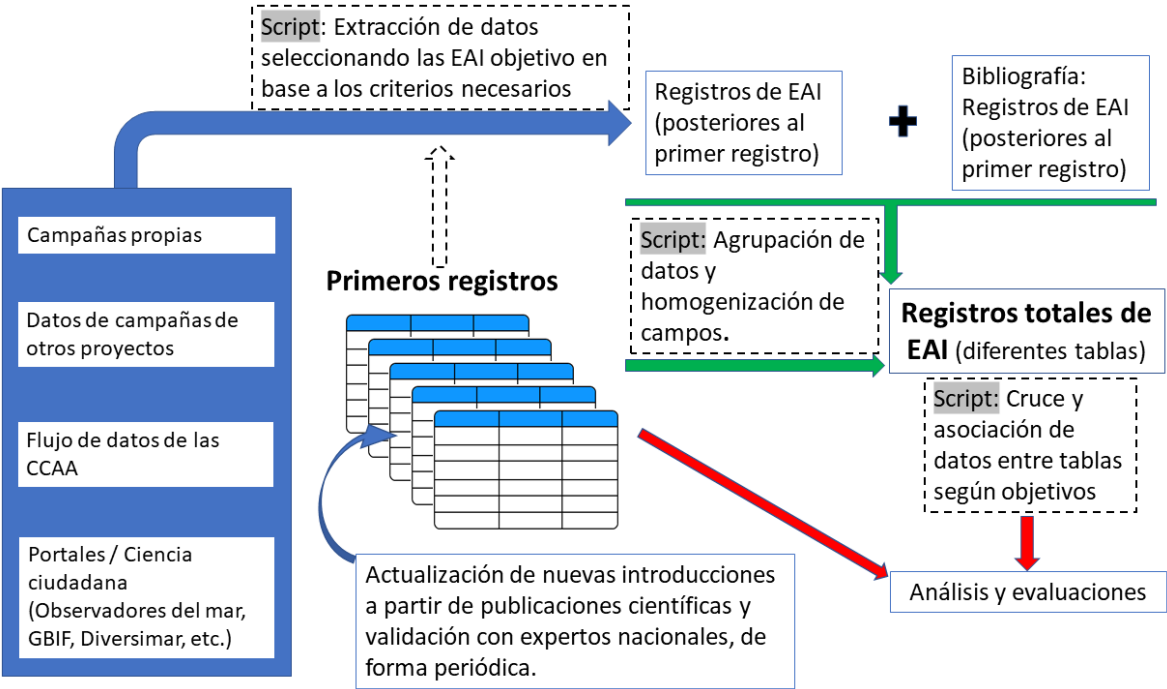 Script: Extracción de datos
seleccionando las EAI objetivo en
base a los criterios necesarios
Registros de EAI
(posteriores al
primer registro)
Bibliografía:
Registros de EAI
(posteriores al
primer registro)
Campañas propias
Datos de campañas de
otros proyectos
Flujo de datos de las
CCAA
Portales / Ciencia
ciudadana
(Observadores del mar,
GBIF, Diversimar, etc.)
Primeros registros
Script: Agrupación de
datos y
homogenización de
campos.
Registros totales de
EAI (diferentes tablas)
Script: Cruce y
asociación de
datos entre tablas
según objetivos
Actualización de nuevas introducciones
a partir de publicaciones científicas y
validación con expertos nacionales, de
forma periódica.
Análisis y evaluaciones